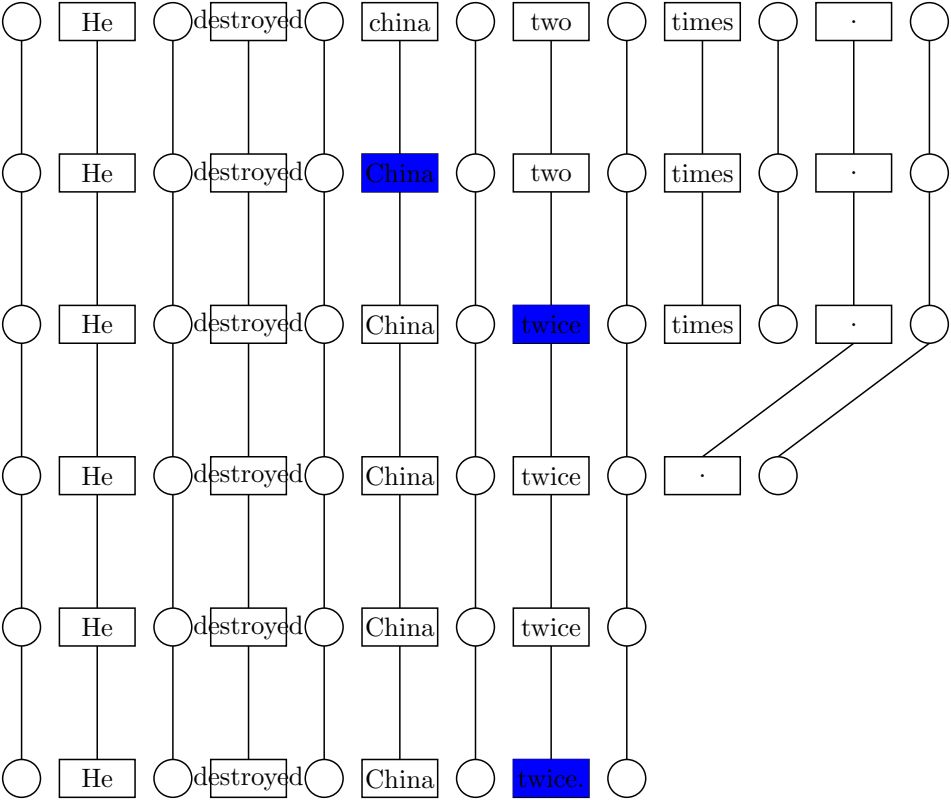 He destroyed china two times .
He destroyed China two times .
He destroyed China twice times .
He destroyed China twice .
He destroyed China twice
He destroyed China twice.